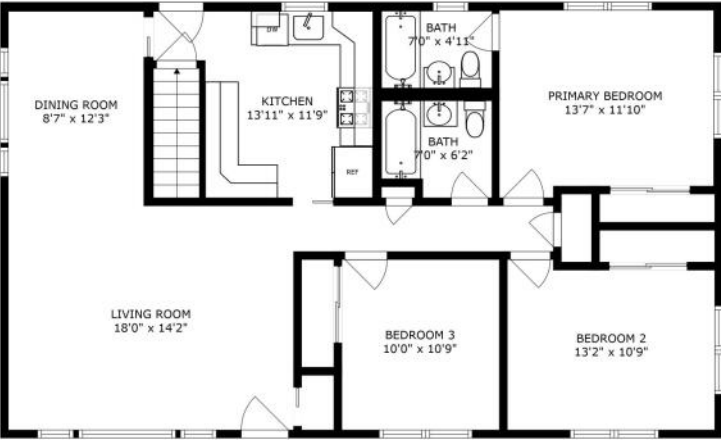 DW
BATH
7'0" x 4'11"
DINING ROOM
8'7" x 12'3"
KITCHEN
13'11" x 11'9"
PRIMARY BEDROOM
13'7" x 11'10"
BATH
7'0" x 6'2"
REF
LIVING ROOM
18'0" x 14'2"
BEDROOM 3
10'0" x 10'9"
BEDROOM 2
13'2" x 10'9"